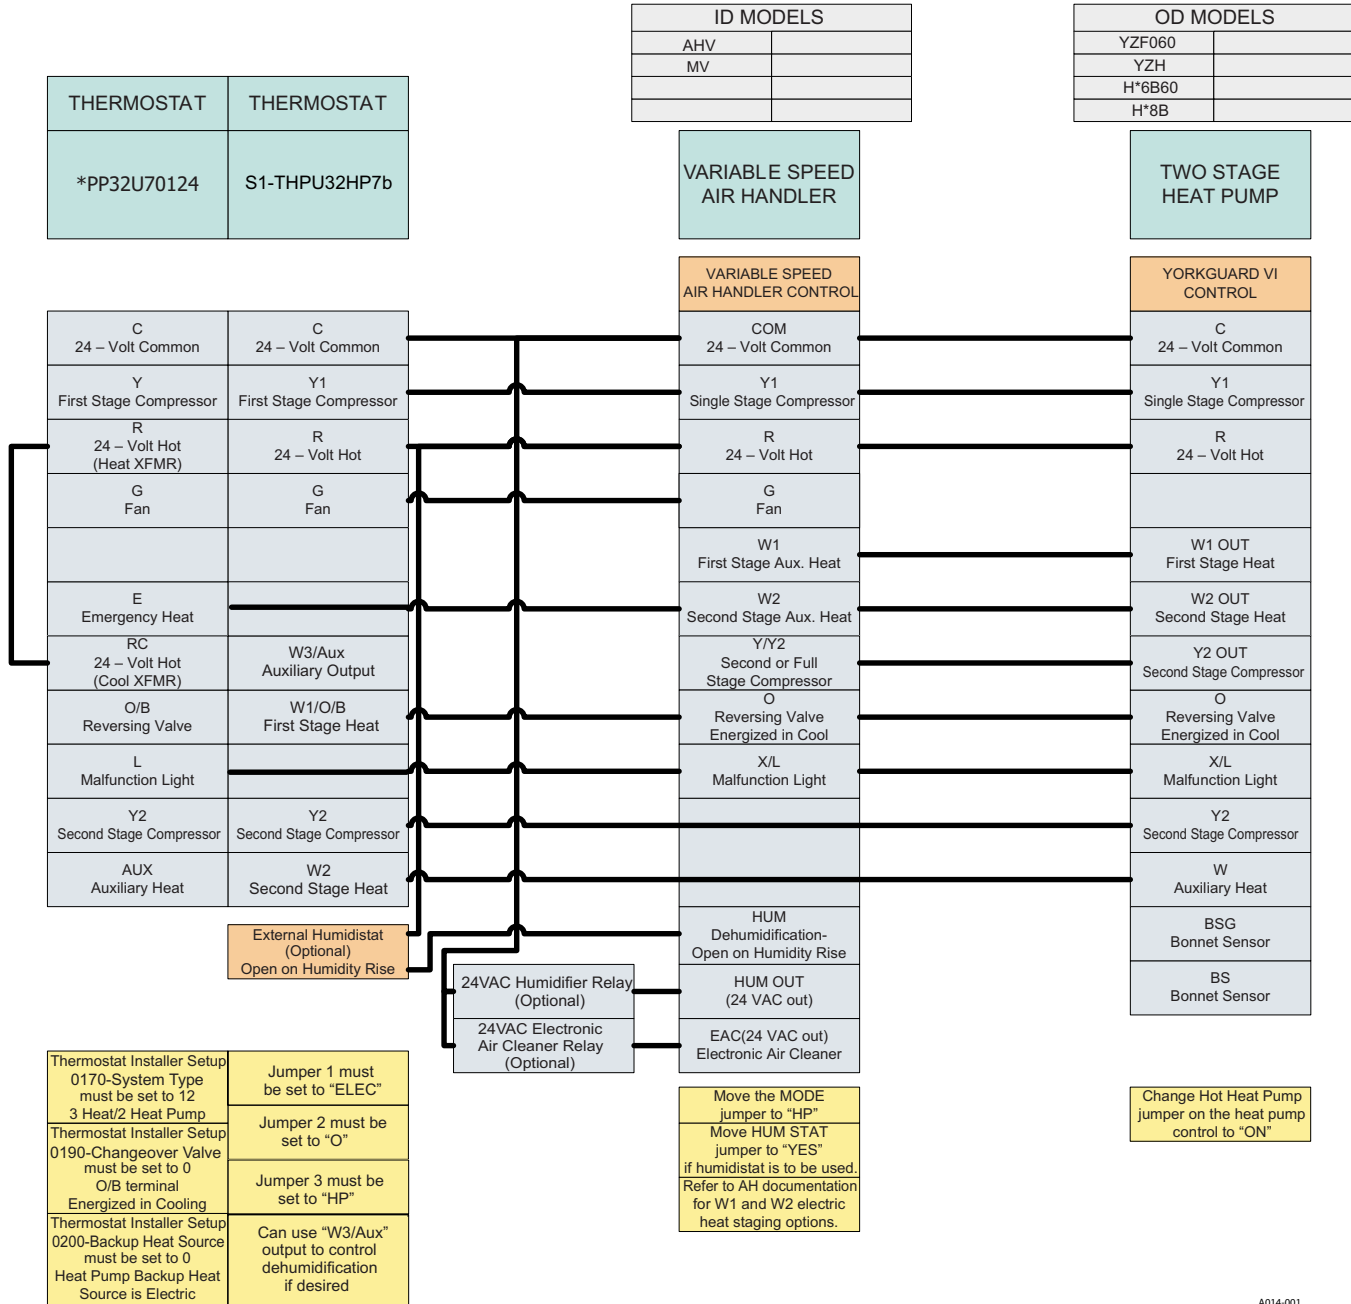 ID MODELS
AHV
MV
OD MODELS
YZF060
YZH
H*6B60
H*8B
THERMOSTAT
*PP32U70124
THERMOSTAT
S1-THPU32HP7b
VARIABLE SPEED
AIR HANDLER
TWO STAGE
HEAT PUMP
VARIABLE SPEED
AIR HANDLER CONTROL
YORKGUARD VI
CONTROL
C
24 – Volt Common
Y
First Stage Compressor
R
24 – Volt Hot
(Heat XFMR)
G
Fan
E
Emergency Heat
RC
24 – Volt Hot
(Cool XFMR)
O/B
Reversing Valve
L
Malfunction Light
Y2
Second Stage Compressor
AUX
Auxiliary Heat
C
24 – Volt Common
Y1
First Stage Compressor
R
24 – Volt Hot
G
Fan
W3/Aux
Auxiliary Output
W1/O/B
First Stage Heat
Y2
Second Stage Compressor
W2
Second Stage Heat
External Humidistat
(Optional)
Open on Humidity Rise
24VAC Humidifier Relay
(Optional)
24VAC Electronic
Air Cleaner Relay
(Optional)
COM
24 – Volt Common
Y1
Single Stage Compressor
R
24 – Volt Hot
G
Fan
W1
First Stage Aux. Heat
W2
Second Stage Aux. Heat
Y/Y2
Second or Full
Stage Compressor
O
Reversing Valve
Energized in Cool
X/L
Malfunction Light
HUM
Dehumidification-
Open on Humidity Rise
HUM OUT
(24 VAC out)
EAC(24 VAC out)
Electronic Air Cleaner
C
24 – Volt Common
Y1
Single Stage Compressor
R
24 – Volt Hot
W1 OUT
First Stage Heat
W2 OUT
Second Stage Heat
Y2 OUT
Second Stage Compressor
O
Reversing Valve
Energized in Cool
X/L
Malfunction Light
Y2
Second Stage Compressor
W
Auxiliary Heat
BSG
Bonnet Sensor
BS
Bonnet Sensor
Thermostat Installer Setup
0170-System Type
must be set to 12
3 Heat/2 Heat Pump
Thermostat Installer Setup
0190-Changeover Valve
must be set to 0
O/B terminal
Energized in Cooling
Thermostat Installer Setup
0200-Backup Heat Source
must be set to 0
Heat Pump Backup Heat
Source is Electric
Jumper 1 must
be set to “ELEC”
Jumper 2 must be
set to “O”
Jumper 3 must be
set to “HP”
Can use “W3/Aux”
output to control
dehumidification
if desired
Move the MODE
jumper to “HP”
Move HUM STAT
jumper to “YES”
if humidistat is to be used.
Refer to AH documentation
for W1 and W2 electric
heat staging options.
Change Hot Heat Pump
jumper on the heat pump
control to “ON”
A014-001